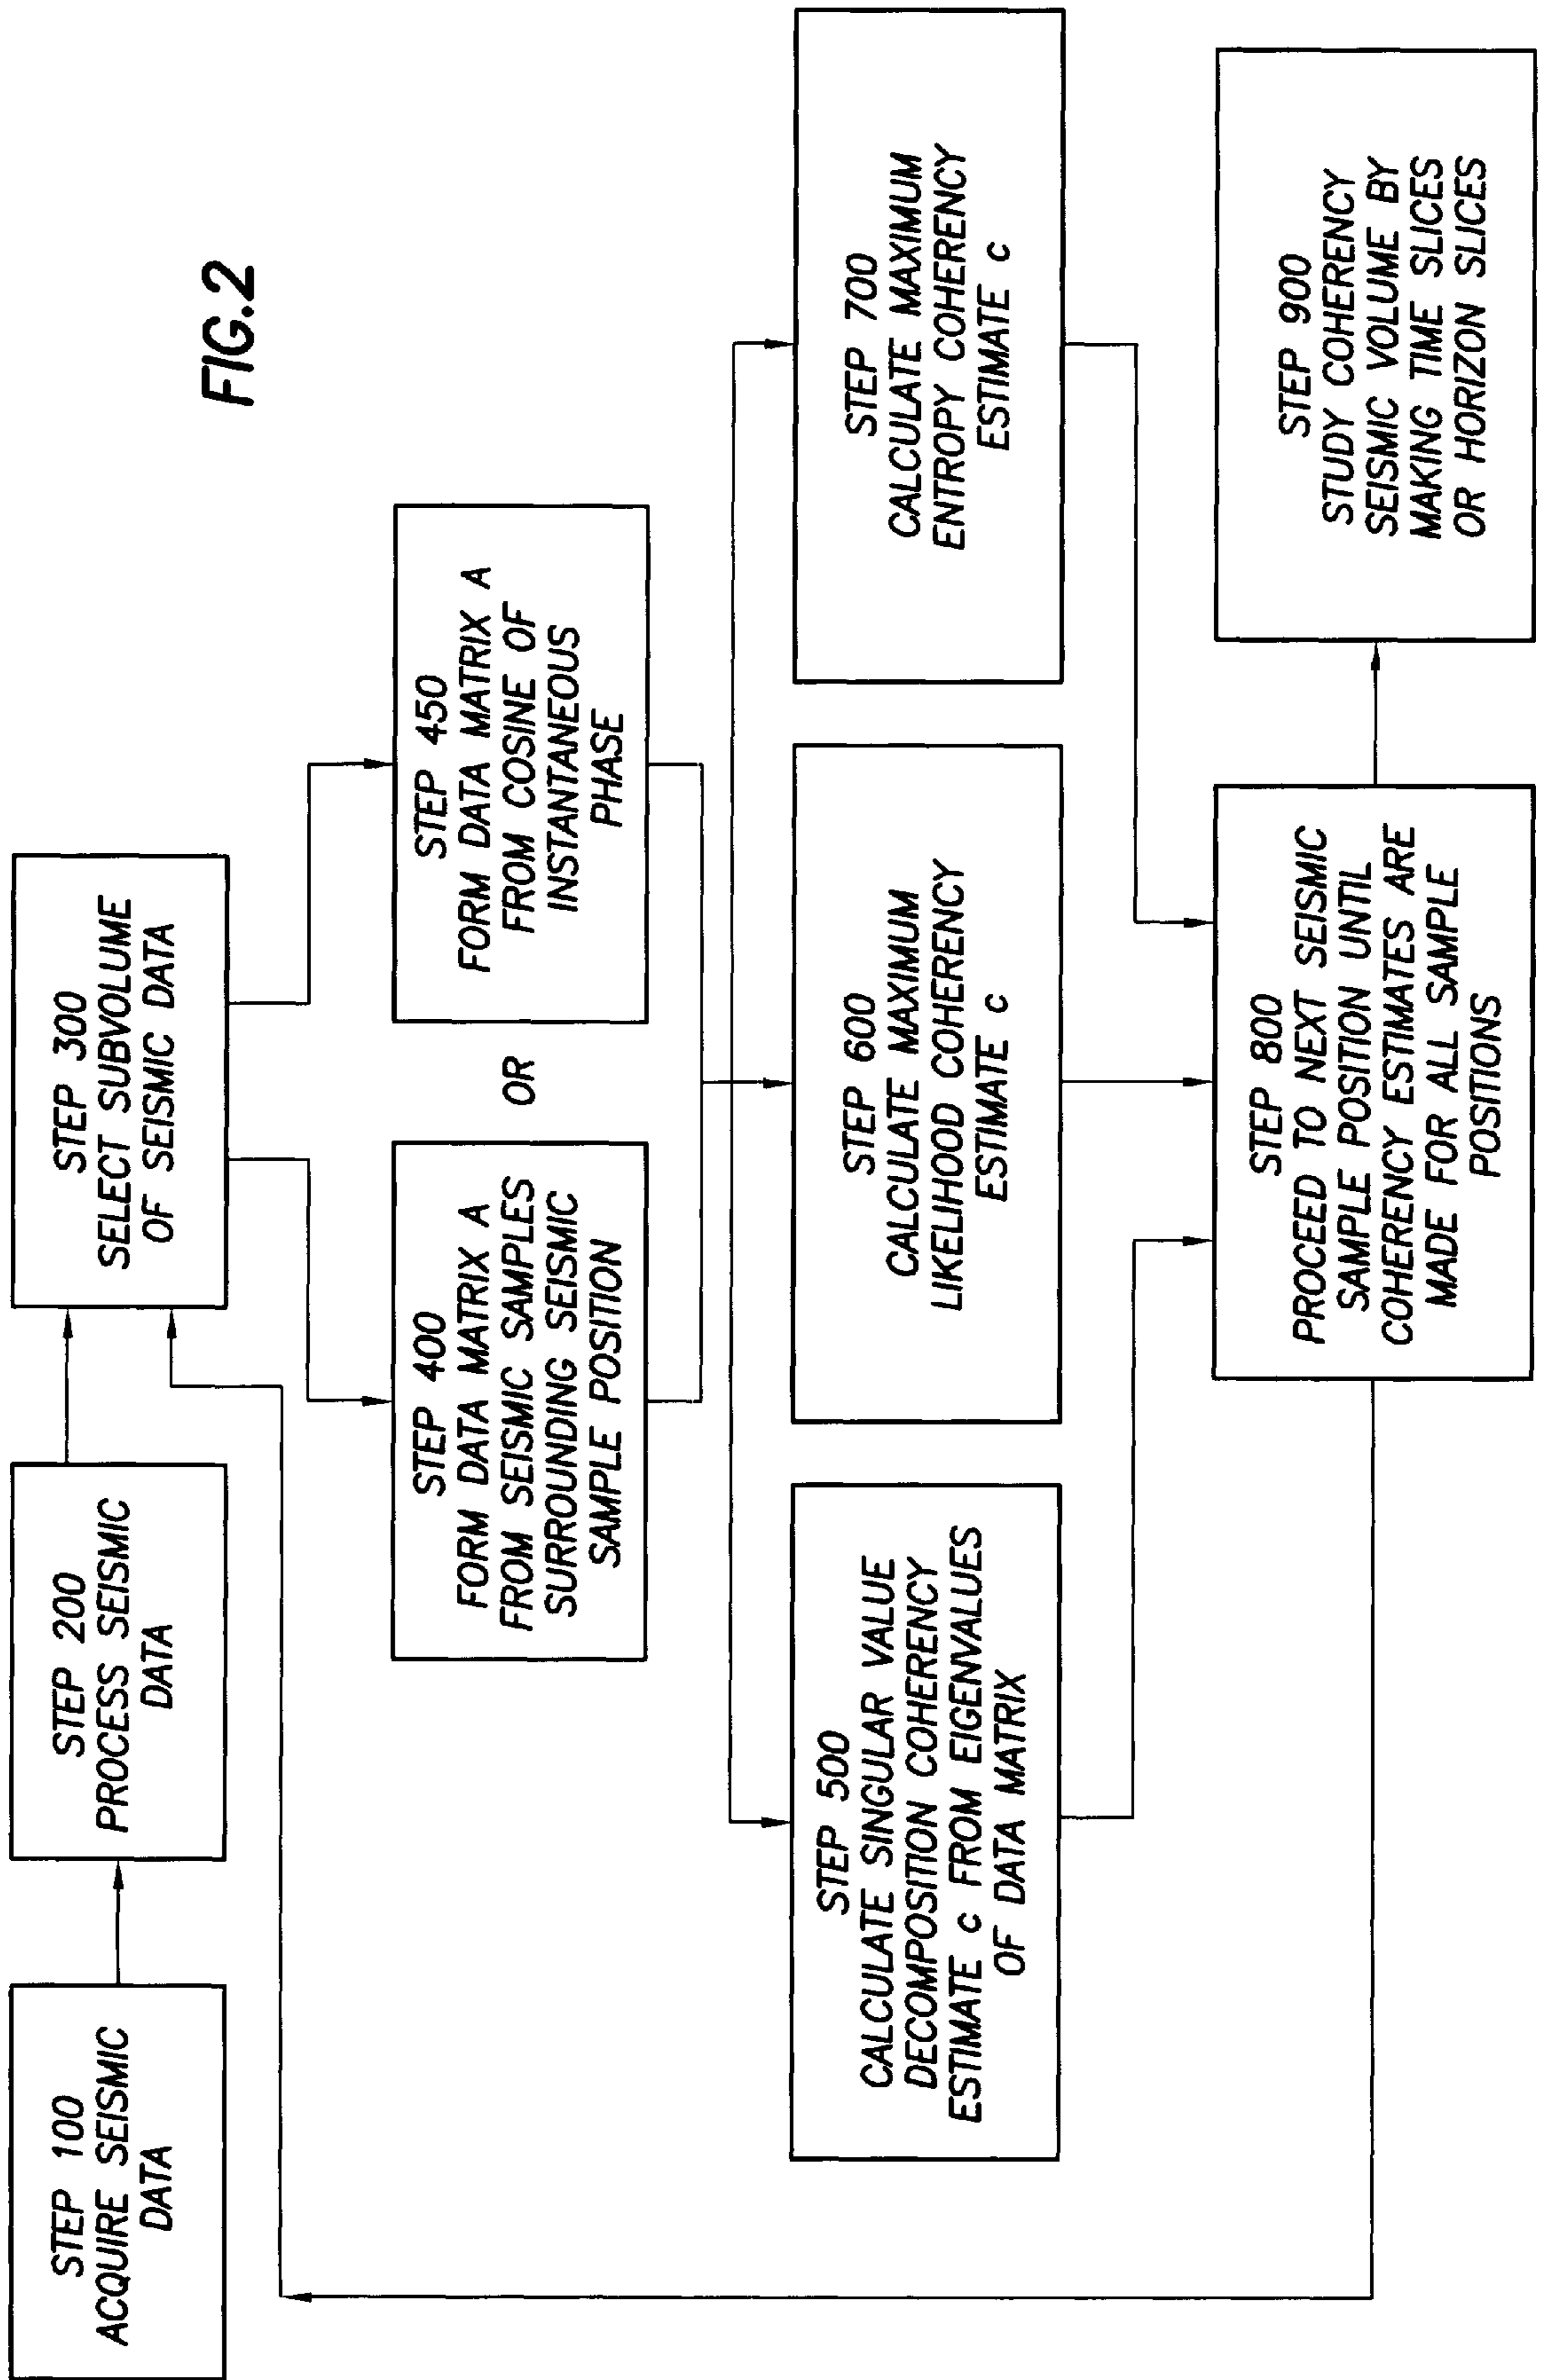 FIG.2
STEP 100
ACQUIRE SEISMIC
DATA
STEP 200
PROCESS SEISMIC
DATA
STEP 300
SELECT SUBVOLUME
OF SEISMIC DATA
STEP 400
FORM DATA MATRIX A
FROM SEISMIC SAMPLES
SURROUNDING SEISMIC
SAMPLE POSITION
OR
STEP 450
FORM DATA MATRIX A
FROM COSINE OF
INSTANTANEOUS
PHASE
STEP 500
CALCULATE SINGULAR VALUE
DECOMPOSITION COHERENCY
ESTIMATE c FROM EIGENVALUES
OF DATA MATRIX
STEP 600
CALCULATE MAXIMUM
LIKELIHOOD COHERENCY
ESTIMATE c
STEP 700
CALCULATE MAXIMUM
ENTROPY COHERENCY
ESTIMATE c
STEP 800
PROCEED TO NEXT SEISMIC
SAMPLE POSITION UNTIL
COHERENCY ESTIMATES ARE
MADE FOR ALL SAMPLE
POSITIONS
STEP 900
STUDY COHERENCY
SEISMIC VOLUME BY
MAKING TIME SLICES
OR HORIZON SLICES